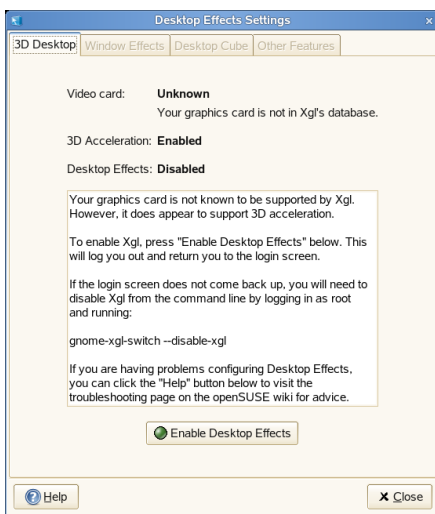 Desktop Effects Settings
3D Desktop Window Effects Desktop Cube Other Features
Video card: Unknown
Your graphics card is not in Xgl's database.
3D Acceleration: Enabled
Desktop Effects: Disabled
Your graphics card is not known to be supported by Xgl.
However, it does appear to support 3D acceleration.
To enable Xgl, press "Enable Desktop Effects" below. This
will log you out and return you to the login screen.
If the login screen does not come back up, you will need to
disable Xgl from the command line by logging in as root
and running:
gnome-xgl-switch --disable-xgl
If you are having problems configuring Desktop Effects,
you can click the "Help" button below to visit the
troubleshooting page on the openSUSE wiki for advice.
Enable Desktop Effects
Help
Close